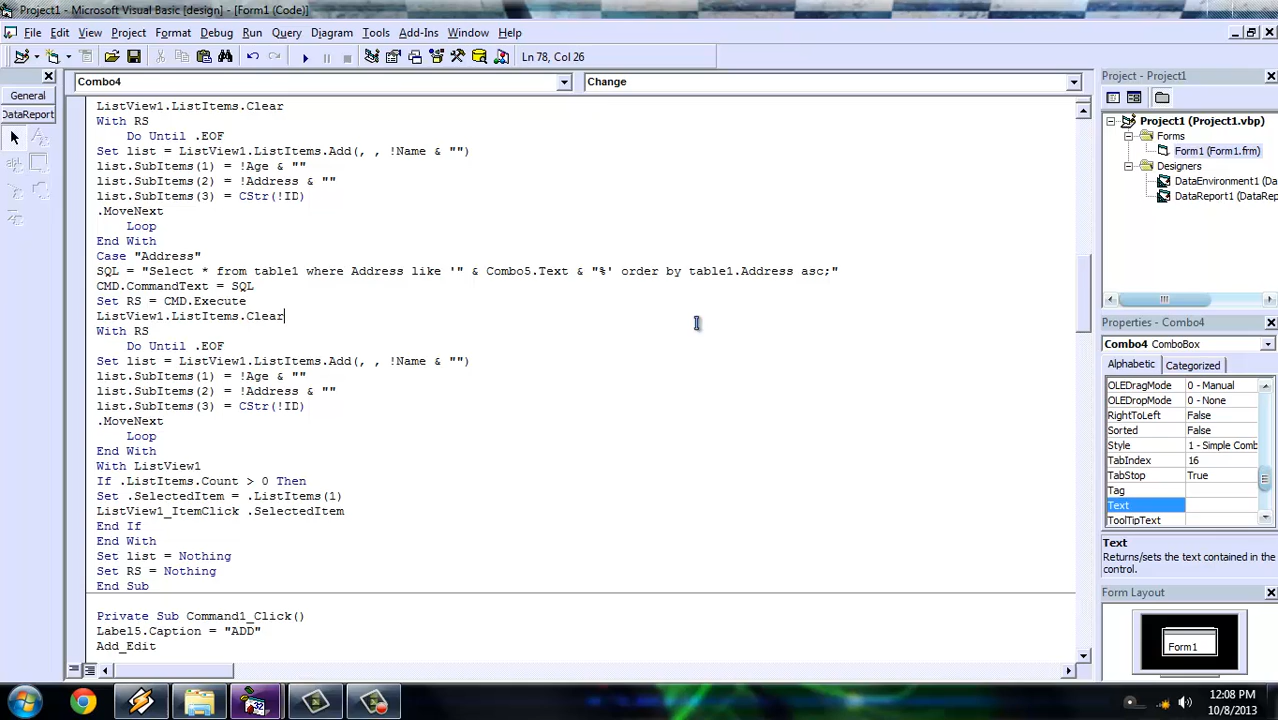 Project1 - Microsoft Visual Basic [design] - [Form1 (Code)]
File Edit View Project Format Debug Run Query Diagram Tools Add-Ins Window Help
Ln 78, Col 26
General
DataReport
Combo4
Change
ListView1.ListItems.Clear
With RS
Do Until .EOF
Set list = ListView1.ListItems.Add(, , !Name & "")
list.SubItems(1) = !Age & ""
list.SubItems(2) = !Address & ""
list.SubItems(3) = CStr(!ID)
.MoveNext
Loop
End With
Case "Address"
SQL = "Select * from table1 where Address like '" & Combo5.Text & "%' order by table1.Address asc;"
CMD.CommandText = SQL
Set RS = CMD.Execute
ListView1.ListItems.Clear
With RS
Do Until .EOF
Set list = ListView1.ListItems.Add(, , !Name & "")
list.SubItems(1) = !Age & ""
list.SubItems(2) = !Address & ""
list.SubItems(3) = CStr(!ID)
.MoveNext
Loop
End With
With ListView1
If .ListItems.Count > 0 Then
Set .SelectedItem = .ListItems(1)
ListView1_ItemClick .SelectedItem
End If
End With
Set list = Nothing
Set RS = Nothing
End Sub
Private Sub Command1_Click()
Label5.Caption = "ADD"
Add_Edit
Project - Project1
Project1 (Project1.vbp)
Forms
Form1 (Form1.frm)
Designers
DataEnvironment1 (Da
DataReport1 (DataRep
Properties - Combo4
Combo4 ComboBox
Alphabetic Categorized
OLEDragMode 0 - Manual
OLEDropMode 0 - None
RightToLeft False
Sorted False
Style 1 - Simple Comb
TabIndex 16
TabStop True
Tag
Text
ToolTipText
Text
Returns/sets the text contained in the
control.
Form Layout
Form1
12:08 PM
10/8/2013